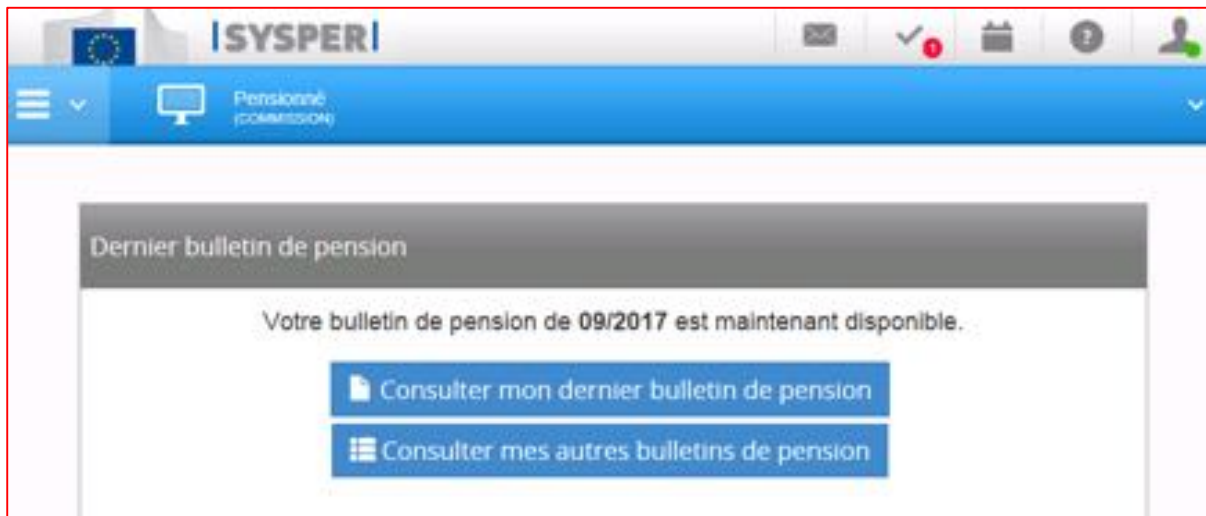 SYSPER
1
Pensionné
(COMMISSION)
Dernier bulletin de pension
Votre bulletin de pension de 09/2017 est maintenant disponible.
Consulter mon dernier bulletin de pension
Consulter mes autres bulletins de pension